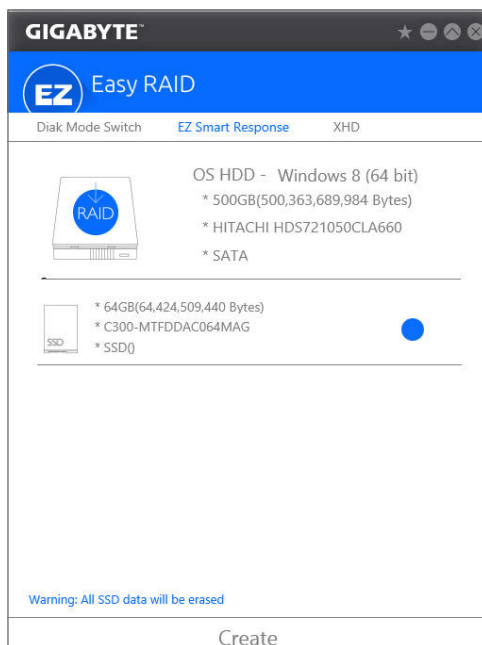 GIGABYTE™
EZ Easy RAID
Diak Mode Switch EZ Smart Response XHD
OS HDD - Windows 8 (64 bit)
* 500GB(500,363,689,984 Bytes)
RAID
* HITACHI HDS721050CLA660
* SATA
* 64GB(64,424,509,440 Bytes)
* C300-MTFDDAC064MAG
SSD
* SSD()
Warning: All SSD data will be erased
Create